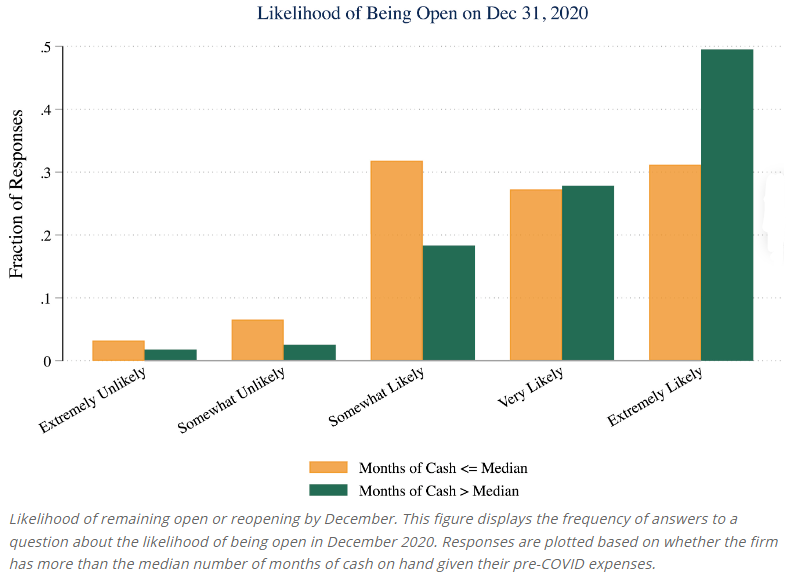 Likelihood of Being Open on Dec 31, 2020
Fraction of Responses
.5
.4
.3
.2
.1
0
Extremely Unlikely
Somewhat Unlikely
Somewhat Likely
Very Likely
Extremely Likely
Months of Cash <= Median
Months of Cash > Median
Likelihood of remaining open or reopening by December. This figure displays the frequency of answers to a
question about the likelihood of being open in December 2020. Responses are plotted based on whether the firm
has more than the median number of months of cash on hand given their pre-COVID expenses.